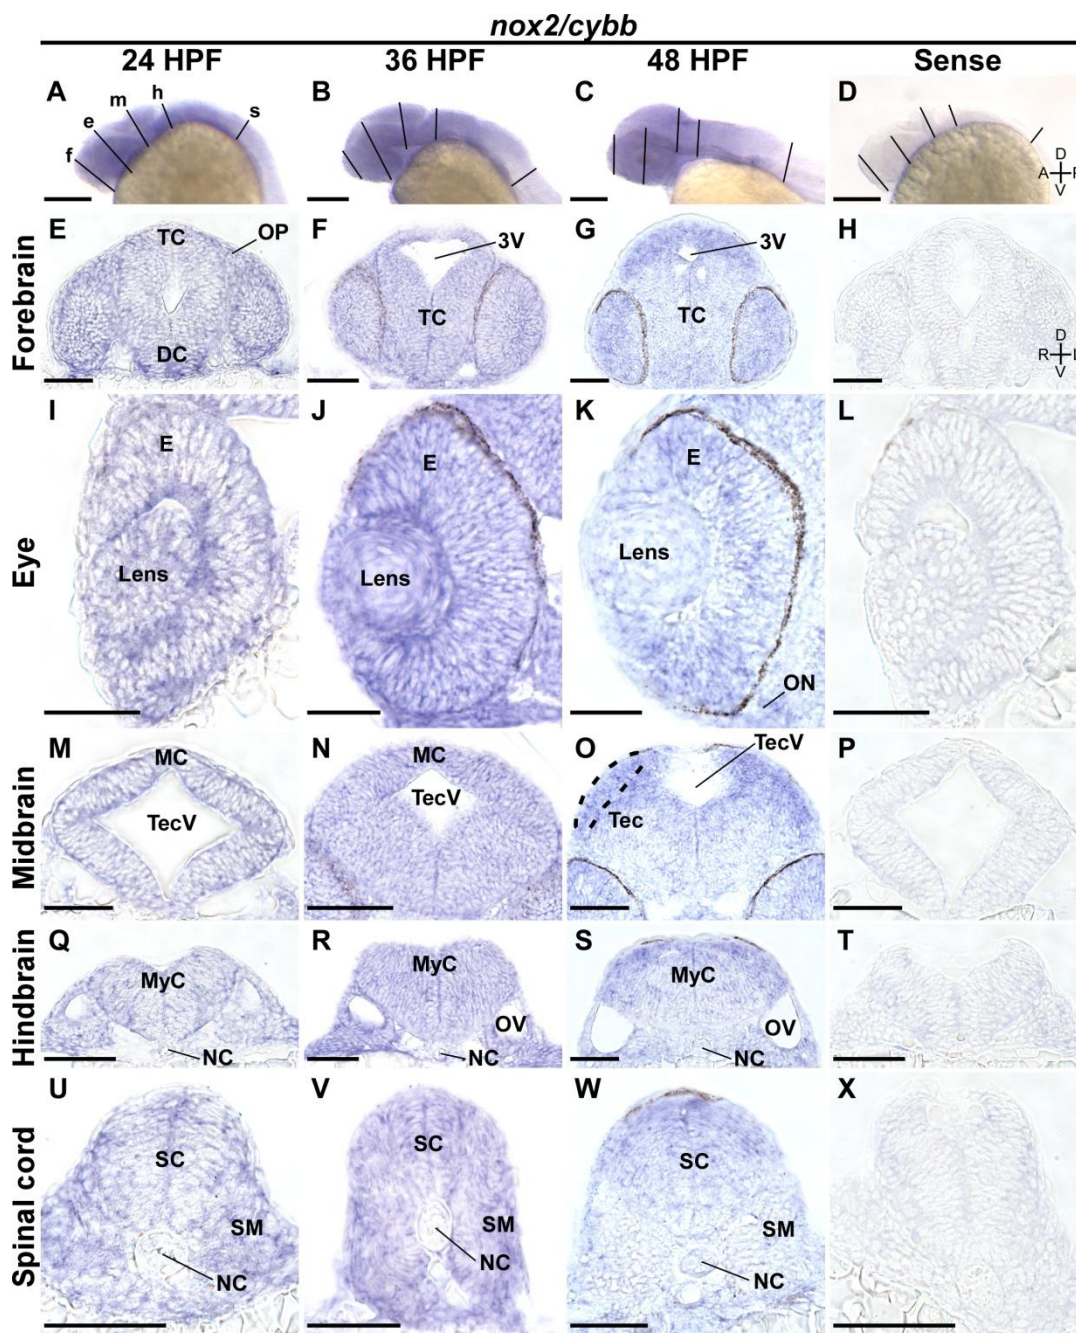 nox2/cybb
24 HPF 36 HPF 48 HPF Sense
A f e m h s B C D D A P V
Forebrain
E TC OP DC F 3V TC G 3V TC H D R L V
Eye
I E Lens J E Lens K E Lens ON L
Midbrain
M MC TecV N MC TecV O TecV Tec P
Hindbrain
Q MyC NC R MyC OV NC S MyC OV NC T
Spinal cord
U SC SM NC V SC SM NC W SC SM NC X